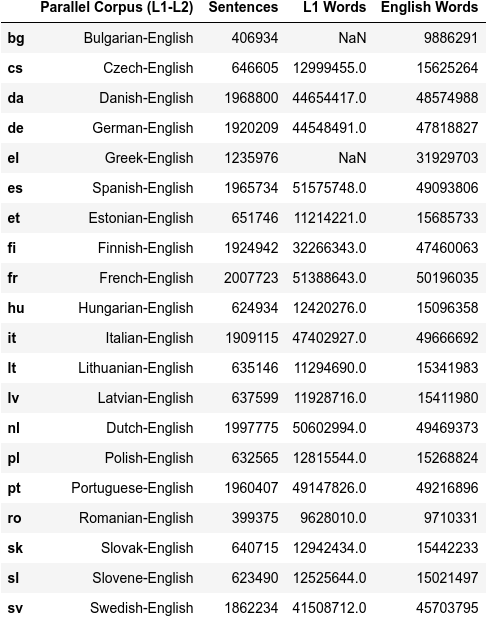 Parallel Corpus (L1-L2) Sentences L1 Words English Words
bg Bulgarian-English 406934 NaN 9886291
cs Czech-English 646605 12999455.0 15625264
da Danish-English 1968800 44654417.0 48574988
de German-English 1920209 44548491.0 47818827
el Greek-English 1235976 NaN 31929703
es Spanish-English 1965734 51575748.0 49093806
et Estonian-English 651746 11214221.0 15685733
fi Finnish-English 1924942 32266343.0 47460063
fr French-English 2007723 51388643.0 50196035
hu Hungarian-English 624934 12420276.0 15096358
it Italian-English 1909115 47402927.0 49666692
lt Lithuanian-English 635146 11294690.0 15341983
lv Latvian-English 637599 11928716.0 15411980
nl Dutch-English 1997775 50602994.0 49469373
pl Polish-English 632565 12815544.0 15268824
pt Portuguese-English 1960407 49147826.0 49216896
ro Romanian-English 399375 9628010.0 9710331
sk Slovak-English 640715 12942434.0 15442233
sl Slovene-English 623490 12525644.0 15021497
sv Swedish-English 1862234 41508712.0 45703795